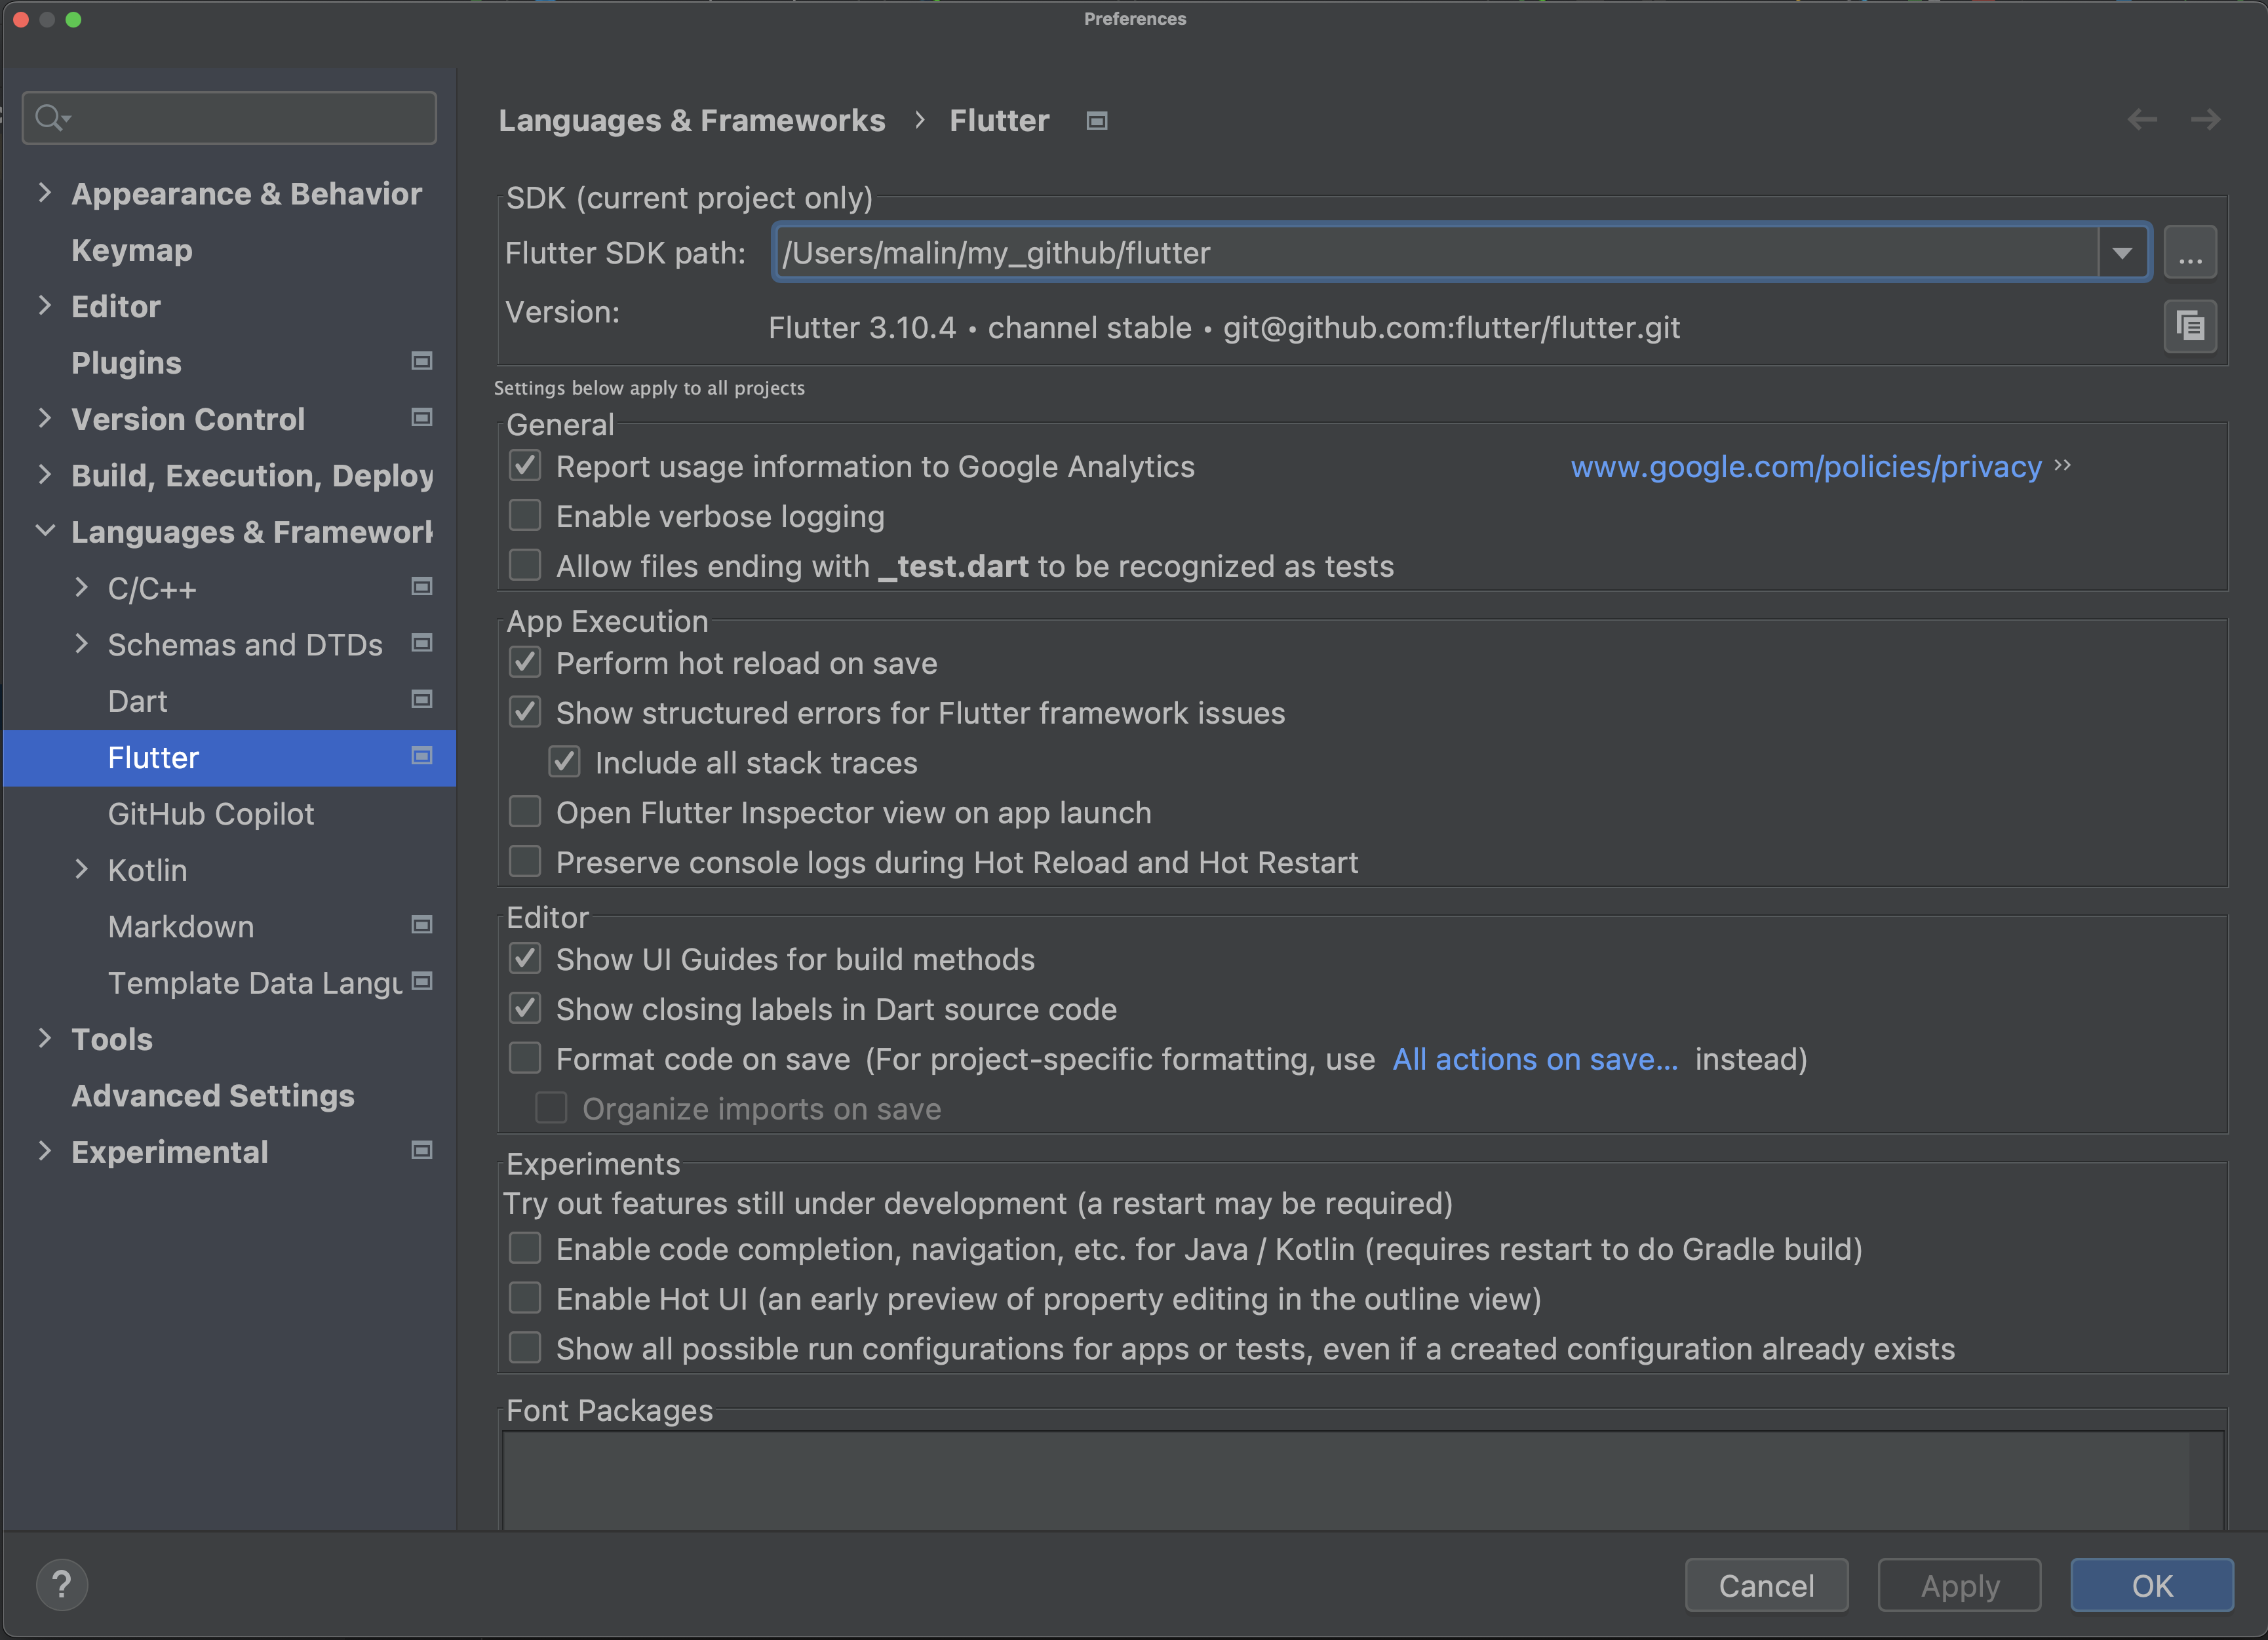 Preferences
Appearance & Behavior
Keymap
Editor
Plugins
Version Control
Build, Execution, Deploy
Languages & Framework
C/C++
Schemas and DTDs
Dart
Flutter
GitHub Copilot
Kotlin
Markdown
Template Data Langu
Tools
Advanced Settings
Experimental
Languages & Frameworks › Flutter
SDK (current project only)
Flutter SDK path: /Users/malin/my_github/flutter ...
Version:
Flutter 3.10.4 • channel stable • git@github.com:flutter/flutter.git
Settings below apply to all projects
General
Report usage information to Google Analytics www.google.com/policies/privacy »
Enable verbose logging
Allow files ending with _test.dart to be recognized as tests
App Execution
Perform hot reload on save
Show structured errors for Flutter framework issues
Include all stack traces
Open Flutter Inspector view on app launch
Preserve console logs during Hot Reload and Hot Restart
Editor
Show UI Guides for build methods
Show closing labels in Dart source code
Format code on save (For project-specific formatting, use All actions on save... instead)
Organize imports on save
Experiments
Try out features still under development (a restart may be required)
Enable code completion, navigation, etc. for Java / Kotlin (requires restart to do Gradle build)
Enable Hot UI (an early preview of property editing in the outline view)
Show all possible run configurations for apps or tests, even if a created configuration already exists
Font Packages
? Cancel Apply OK